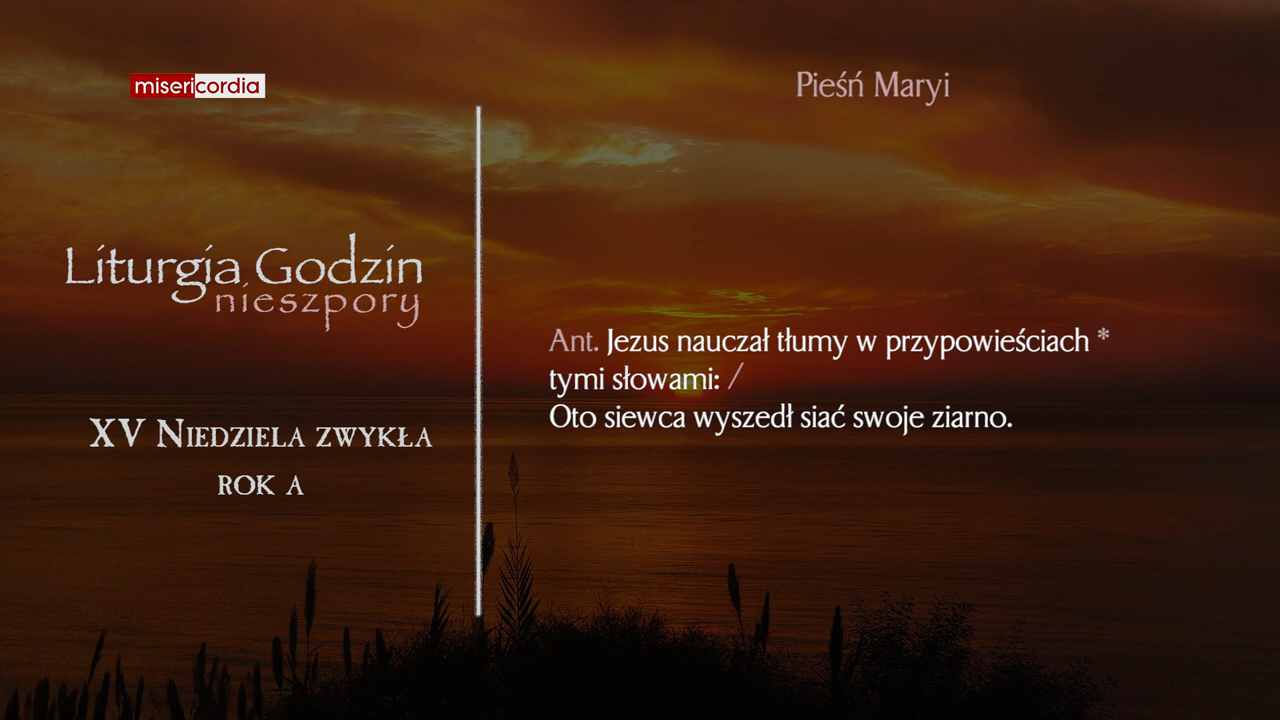 misericordia
Pieśń Maryi
Liturgia Godzin
nieszpory
XV Niedziela zwykła
rok a
Ant. Jezus nauczał tłumy w przypowieściach *
tymi słowami: /
Oto siewca wyszedł siać swoje ziarno.